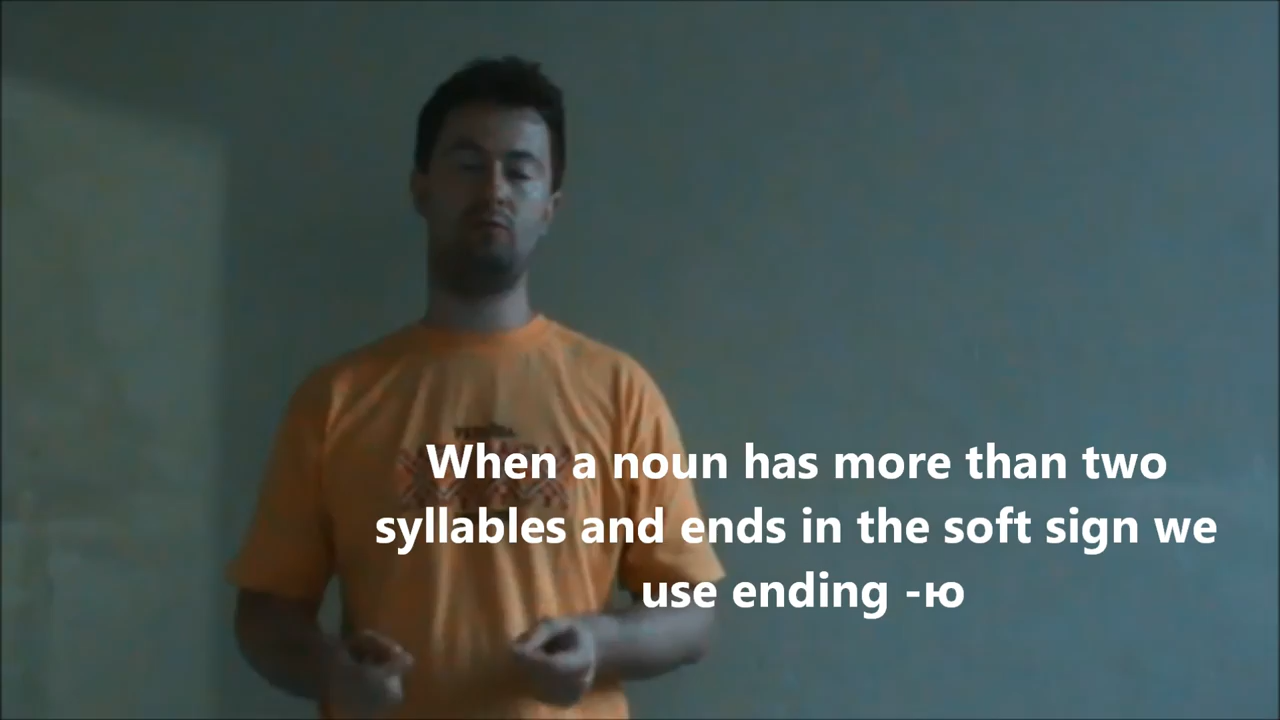 When a noun has more than two
syllables and ends in the soft sign we
use ending -ю